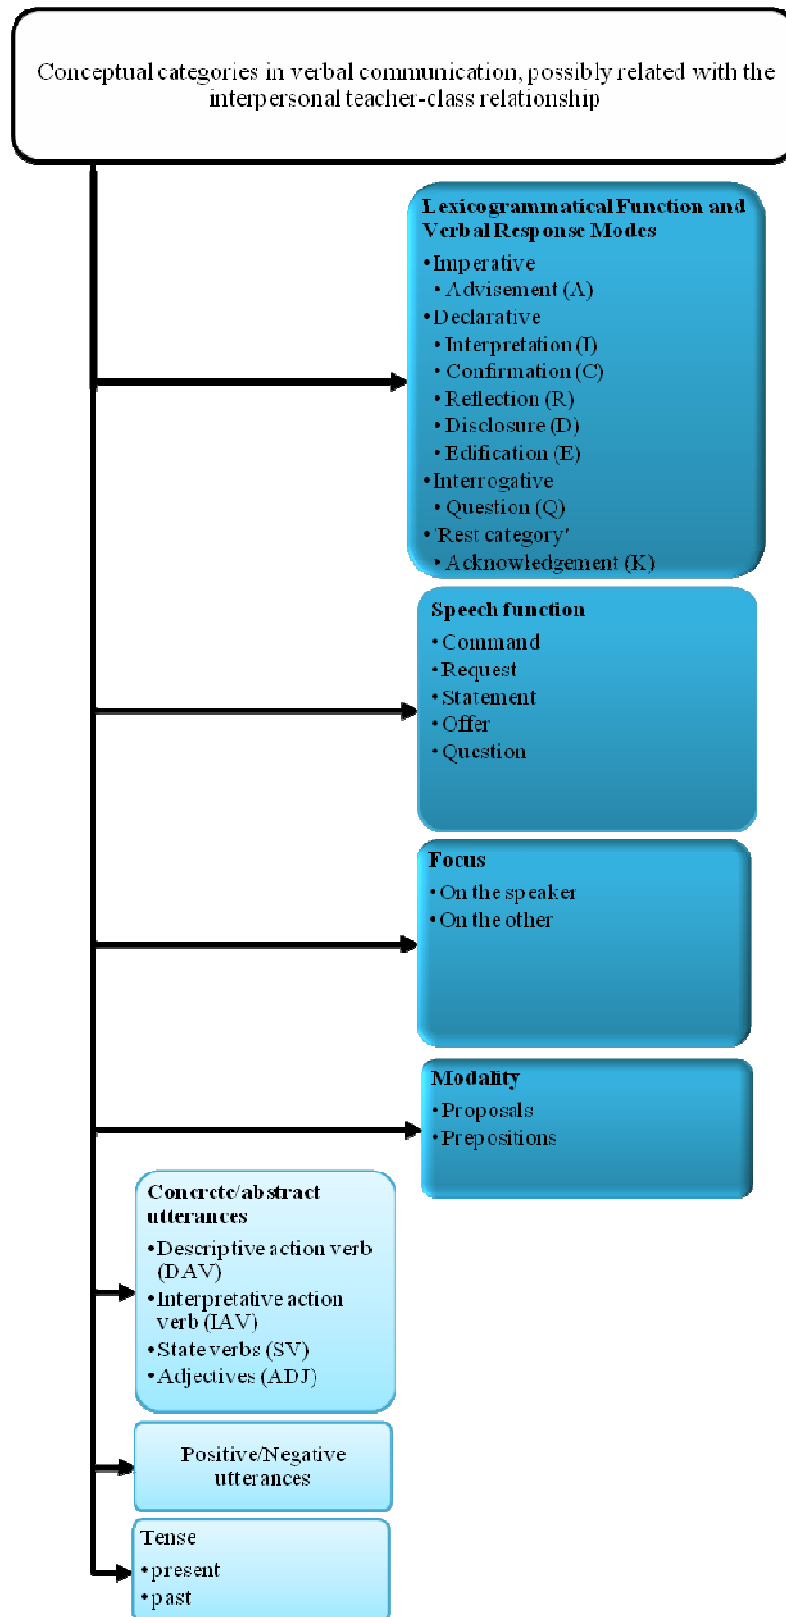 Conceptual categories in verbal communication, possibly related with the
interpersonal teacher-class relationship
Lexicogrammatical Function and
Verbal Response Modes
•Imperative
•Advisement (A)
•Declarative
•Interpretation (I)
•Confirmation (C)
•Reflection (R)
•Disclosure (D)
•Edification (E)
•Interrogative
•Question (Q)
•'Rest category'
•Acknowledgement (K)
Speech function
•Command
•Request
•Statement
•Offer
•Question
Focus
•On the speaker
•On the other
Modality
•Proposals
•Prepositions
Concrete/abstract
utterances
•Descriptive action verb
(DAV)
•Interpretative action
verb (IAV)
•State verbs (SV)
•Adjectives (ADJ)
Positive/Negative
utterances
Tense
•present
•past